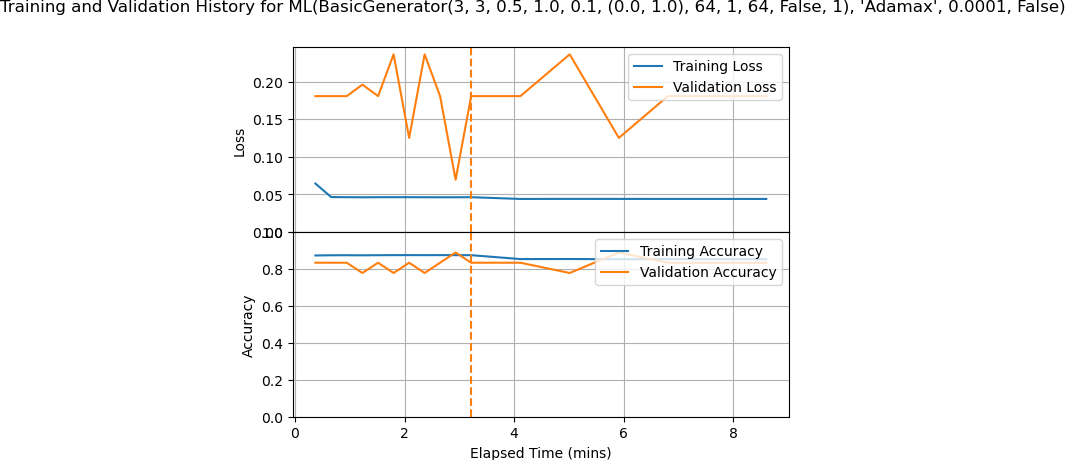 Training and Validation History for ML(BasicGenerator(3, 3, 0.5, 1.0, 0.1, (0.0, 1.0), 64, 1, 64, False, 1), 'Adamax', 0.0001, False)
Training Loss
Validation Loss
0.20
0.15
0.10
0.05
0.00
Loss
1.0
Training Accuracy
Validation Accuracy
0.8
0.6
0.4
0.2
0.0
Accuracy
0
2
4
6
8
Elapsed Time (mins)